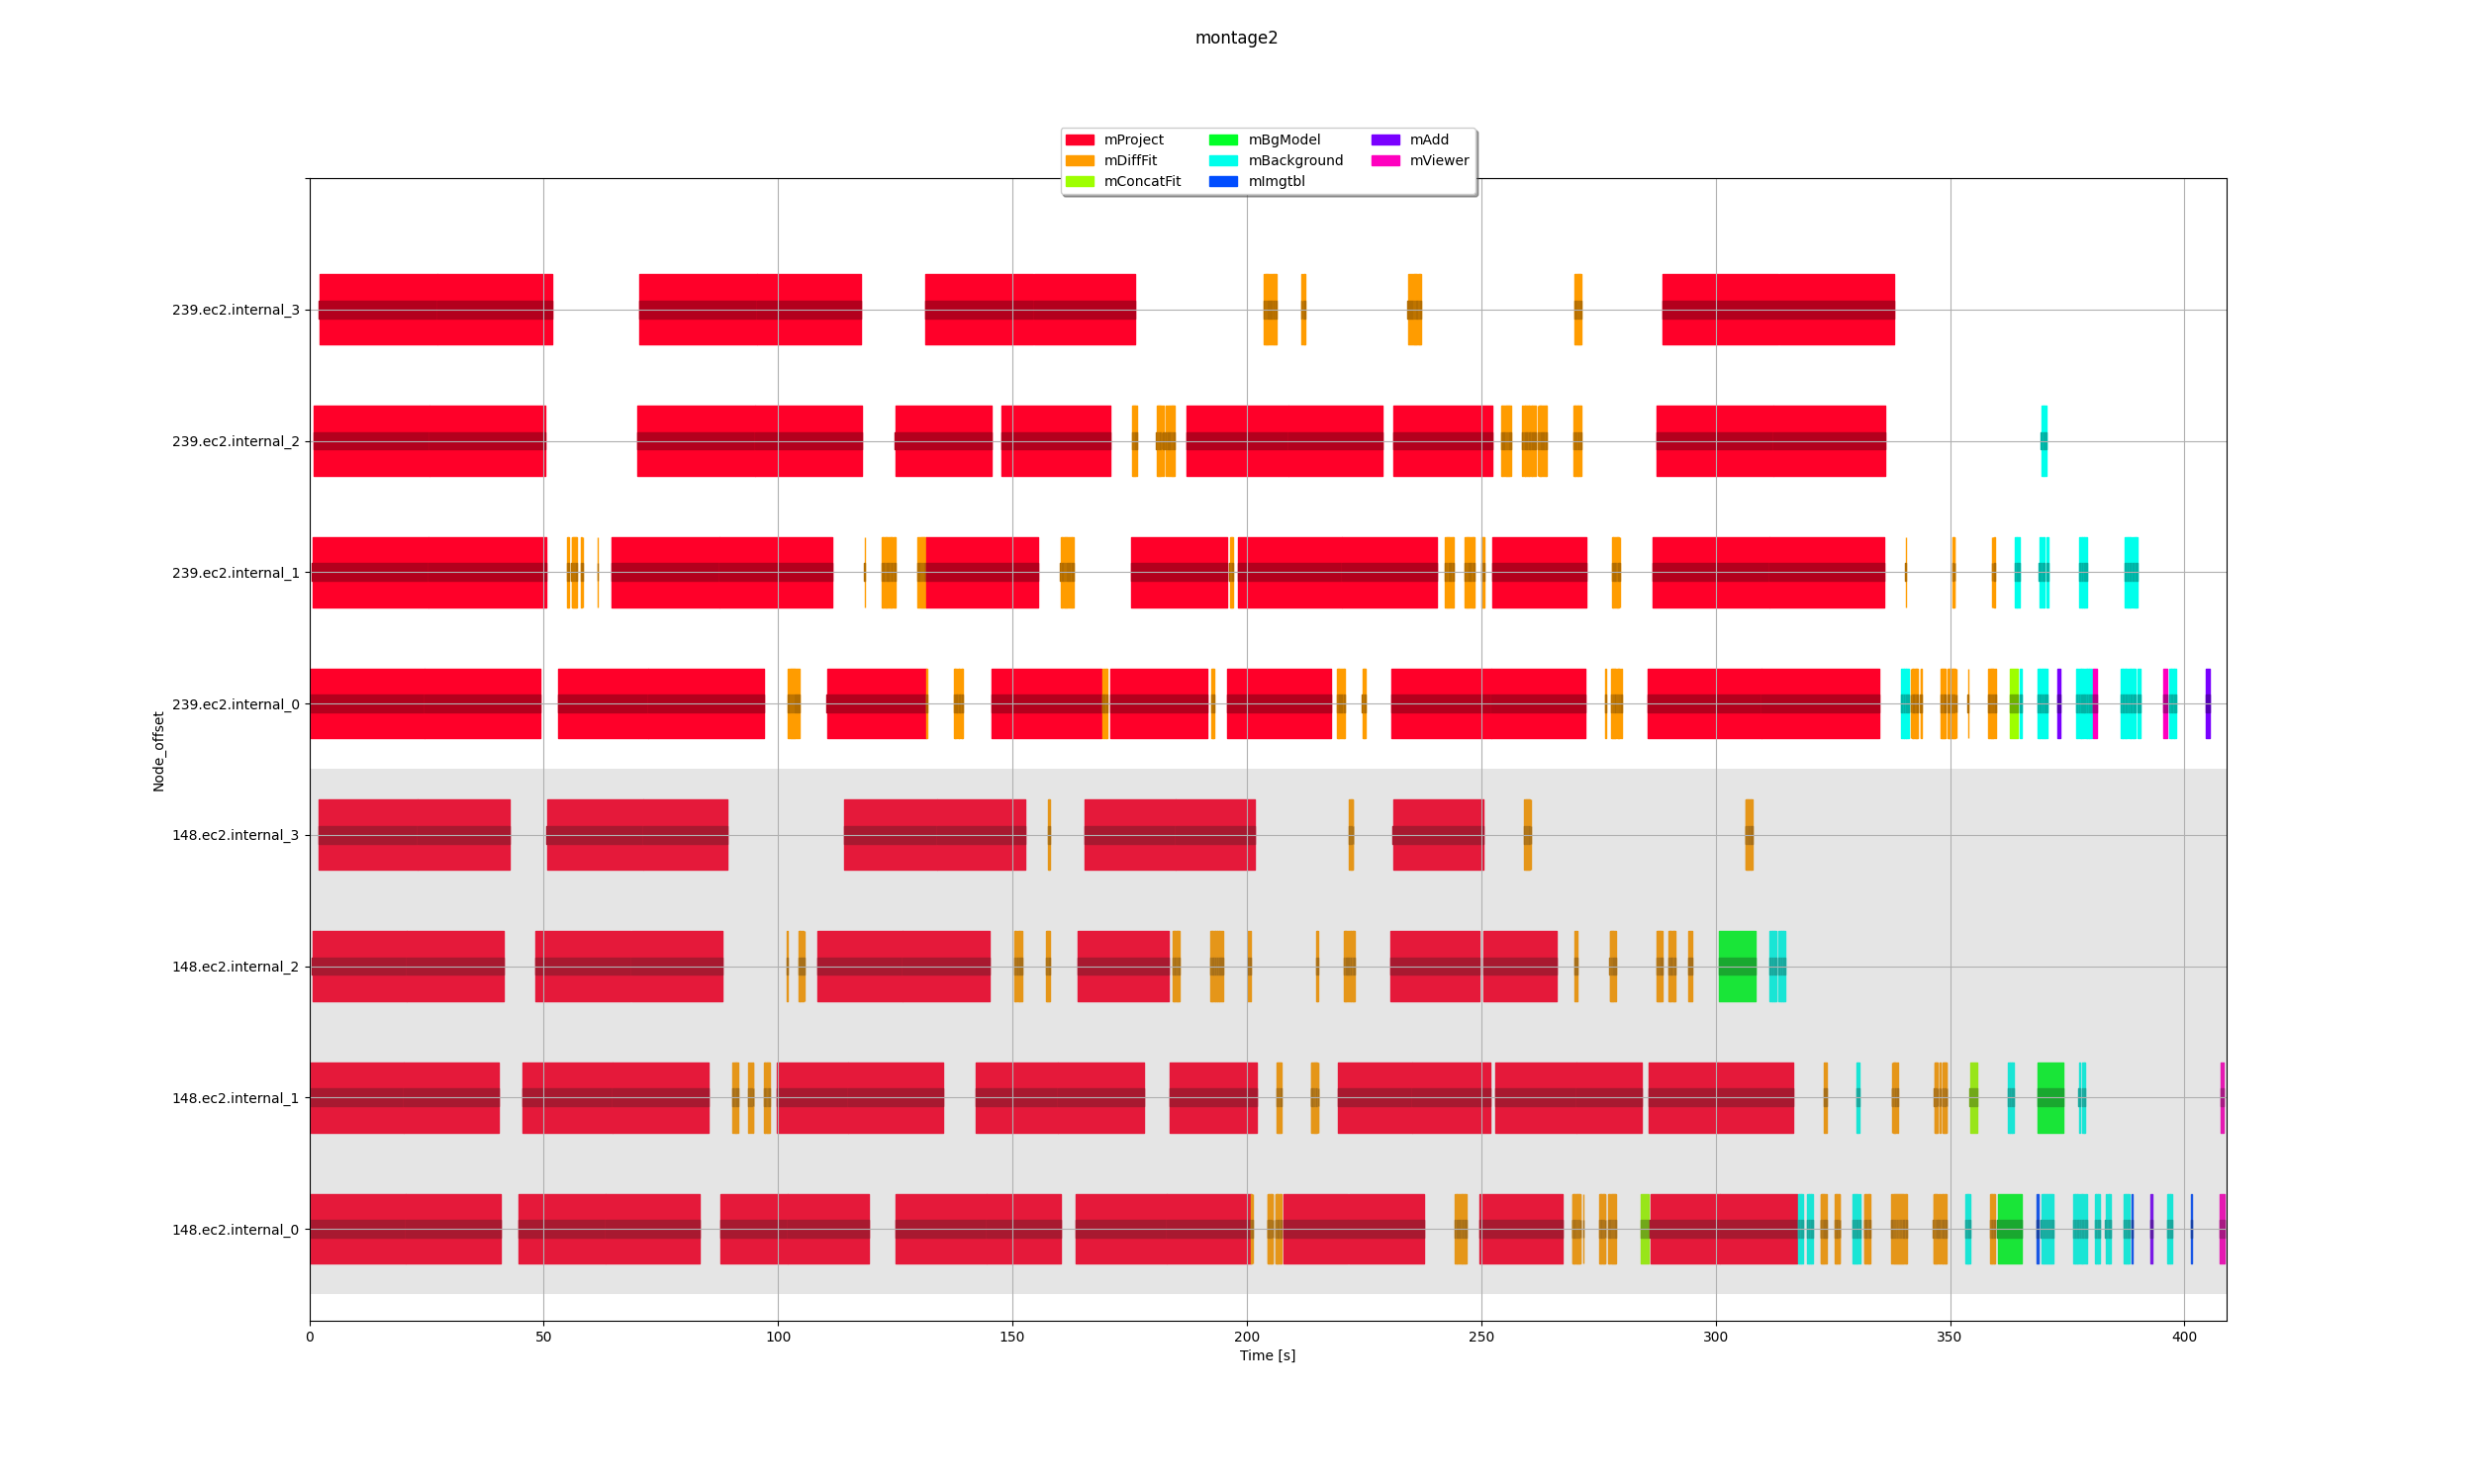 montage2
mProject mBgModel mAdd
mDiffFit mBackground mViewer
mConcatFit mImgtbl
239.ec2.internal_3
239.ec2.internal_2
239.ec2.internal_1
239.ec2.internal_0
Node_offset
148.ec2.internal_3
148.ec2.internal_2
148.ec2.internal_1
148.ec2.internal_0
0 50 100 150 200 250 300 350 400
Time [s]